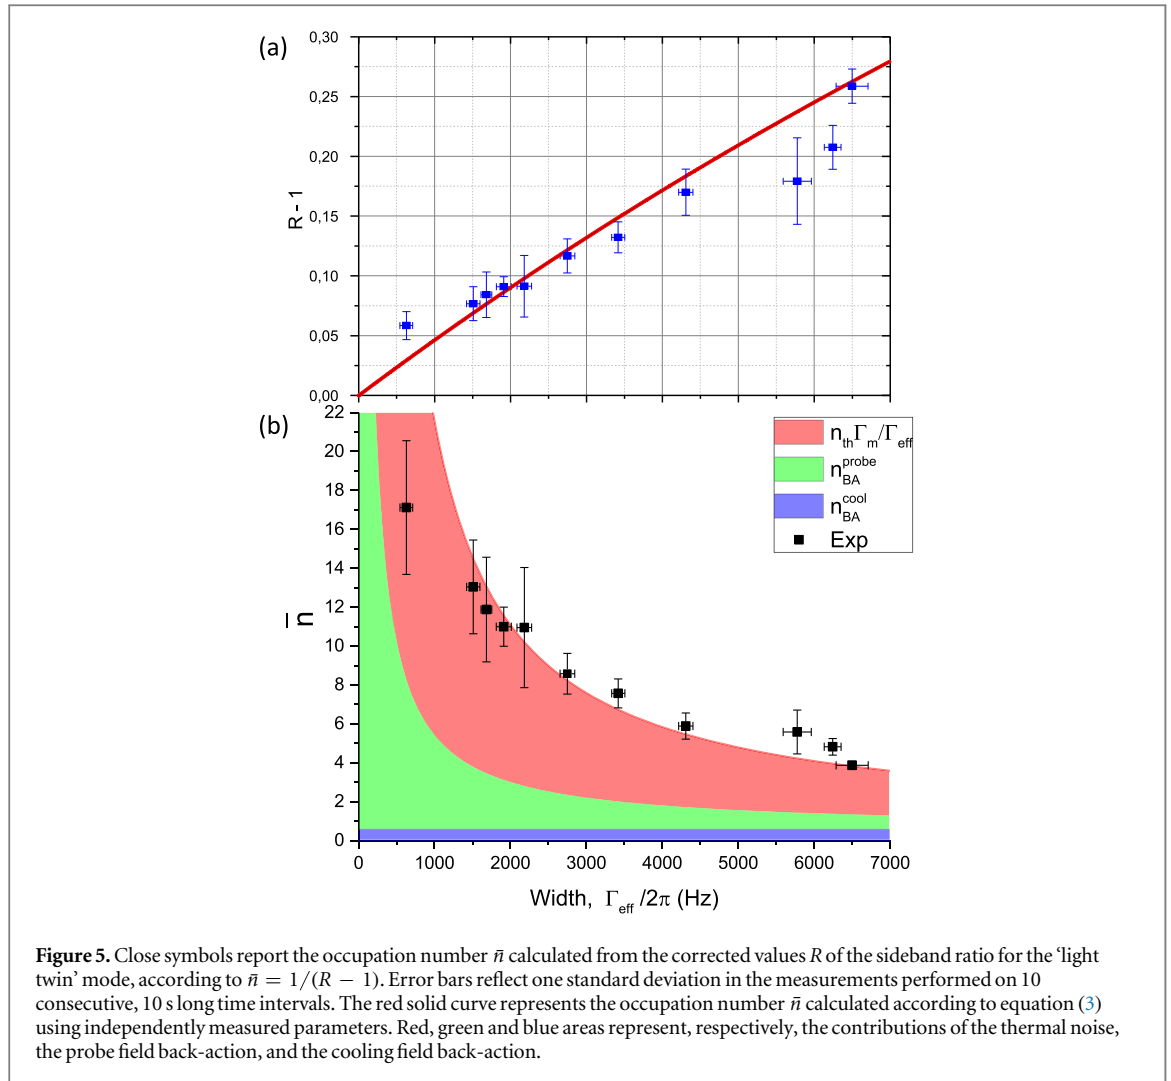 (a)
0,30
0,25
0,20
0,15
0,10
0,05
0,00
R - 1
(b)
22
20
18
16
14
12
10
8
6
4
2
0
n̄
n_th Γ_m/Γ_eff
n_BA^probe
n_BA^cool
Exp
0 1000 2000 3000 4000 5000 6000 7000
Width, Γ_eff /2π (Hz)
Figure 5. Close symbols report the occupation number n̄ calculated from the corrected values R of the sideband ratio for the ‘light
twin’ mode, according to n̄ = 1/(R − 1). Error bars reflect one standard deviation in the measurements performed on 10
consecutive, 10 s long time intervals. The red solid curve represents the occupation number n̄ calculated according to equation (3)
using independently measured parameters. Red, green and blue areas represent, respectively, the contributions of the thermal noise,
the probe field back-action, and the cooling field back-action.